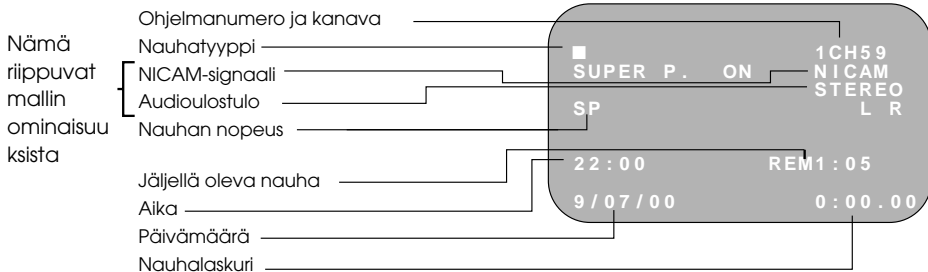 Ohjelmanumero ja kanava
Nauhatyyppi
NICAM-signaali
Audioulostulo
Nauhan nopeus
Jäljellä oleva nauha
Aika
Päivämäärä
Nauhalaskuri
Nämä
riippuvat
mallin
ominaisuu
ksista
1CH59
SUPER P. ON NICAM
STEREO
SP L R
22:00 REM1:05
9/07/00 0:00.00